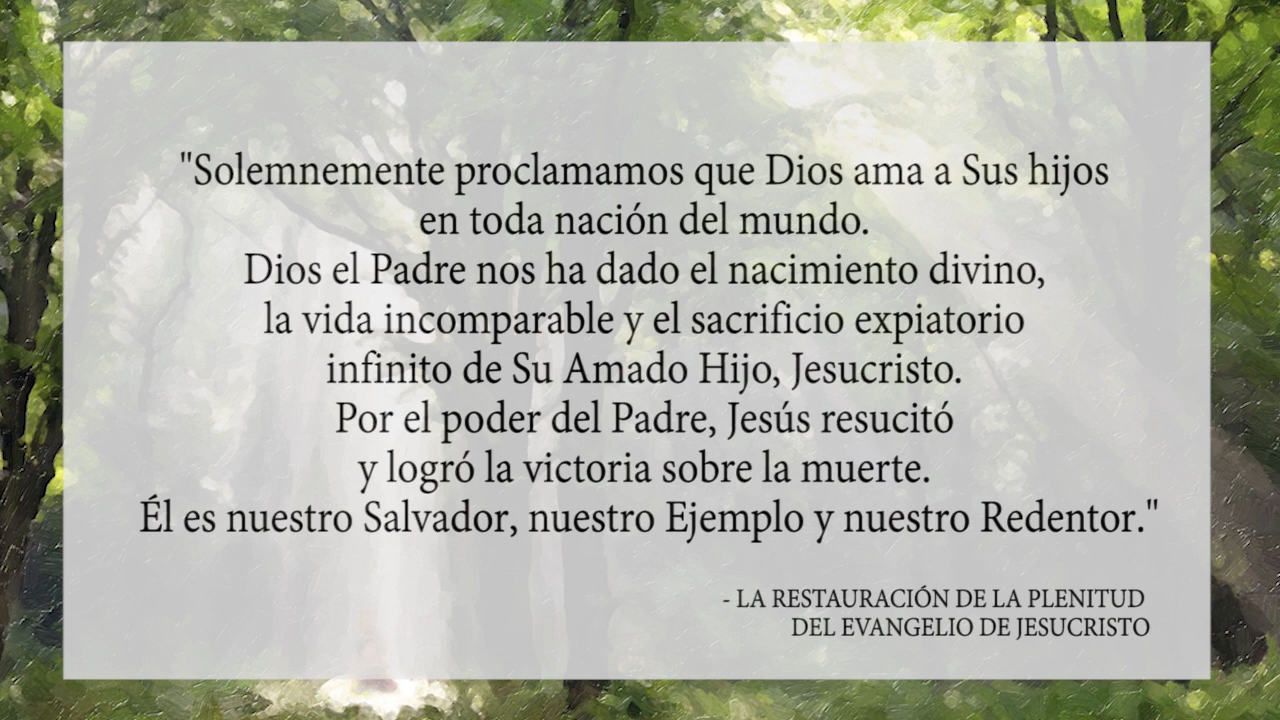 "Solemnemente proclamamos que Dios ama a Sus hijos
en toda nación del mundo.
Dios el Padre nos ha dado el nacimiento divino,
la vida incomparable y el sacrificio expiatorio
infinito de Su Amado Hijo, Jesucristo.
Por el poder del Padre, Jesús resucitó
y logró la victoria sobre la muerte.
Él es nuestro Salvador, nuestro Ejemplo y nuestro Redentor."
- LA RESTAURACIÓN DE LA PLENITUD
DEL EVANGELIO DE JESUCRISTO